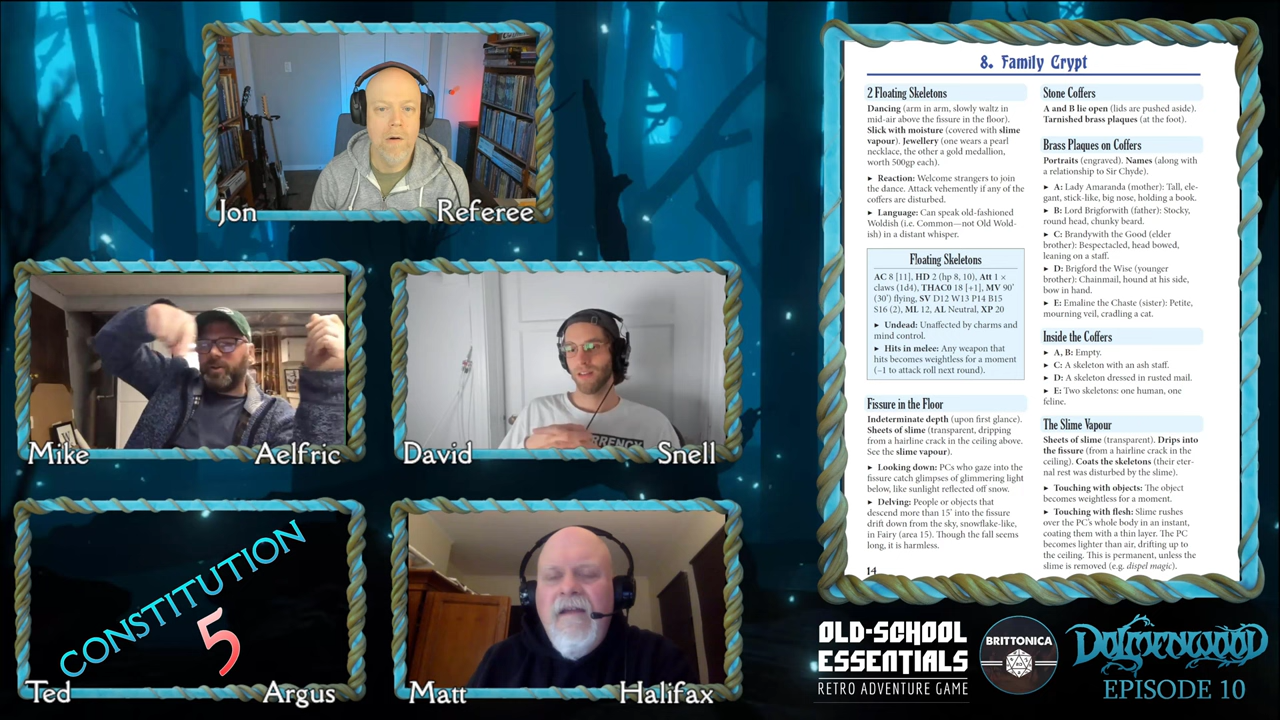 Jon
Referee
Mike
Aelfric
David
Snell
RRENCY
CONSTITUTION
5
Ted
Argus
Matt
Halifax
8. Family Crypt
2 Floating Skeletons
Dancing (arm in arm, slowly waltz in
mid-air above the fissure in the floor).
Slick with moisture (covered with slime
vapour). Jewellery (one wears a pearl
necklace, the other a gold medallion,
worth 500gp each).
► Reaction: Welcome strangers to join
the dance. Attack vehemently if any of the
coffers are disturbed.
► Language: Can speak old-fashioned
Woldish (i.e. Common—not Old Wold-
ish) in a distant whisper.
Floating Skeletons
AC 8 [11], HD 2 (hp 8, 10), Att 1 ×
claws (1d4), THAC0 18 [+1], MV 90'
(30') flying, SV D12 W13 P14 B15
S16 (2), ML 12, AL Neutral, XP 20
► Undead: Unaffected by charms and
mind control.
► Hits in melee: Any weapon that
hits becomes weightless for a moment
(–1 to attack roll next round).
Fissure in the Floor
Indeterminate depth (upon first glance).
Sheets of slime (transparent, dripping
from a hairline crack in the ceiling above.
See the slime vapour).
► Looking down: PCs who gaze into the
fissure catch glimpses of glimmering light
below, like sunlight reflected off snow.
► Delving: People or objects that
descend more than 15' into the fissure
drift down from the sky, snowflake-like,
in Fairy (area 15). Though the fall seems
long, it is harmless.
14
Stone Coffers
A and B lie open (lids are pushed aside).
Tarnished brass plaques (at the foot).
Brass Plaques on Coffers
Portraits (engraved). Names (along with
a relationship to Sir Chyde).
► A: Lady Amaranda (mother): Tall, ele-
gant, stick-like, big nose, holding a book.
► B: Lord Brigforwith (father): Stocky,
round head, chunky beard.
► C: Brandywith the Good (elder
brother): Bespectacled, head bowed,
leaning on a staff.
► D: Brigford the Wise (younger
brother): Chainmail, hound at his side,
bow in hand.
► E: Emaline the Chaste (sister): Petite,
mourning veil, cradling a cat.
Inside the Coffers
► A, B: Empty.
► C: A skeleton with an ash staff.
► D: A skeleton dressed in rusted mail.
► E: Two skeletons: one human, one
feline.
The Slime Vapour
Sheets of slime (transparent). Drips into
the fissure (from a hairline crack in the
ceiling). Coats the skeletons (their eter-
nal rest was disturbed by the slime).
► Touching with objects: The object
becomes weightless for a moment.
► Touching with flesh: Slime rushes
over the PC's whole body in an instant,
coating them with a thin layer. The PC
becomes lighter than air, drifting up to
the ceiling. This is permanent, unless the
slime is removed (e.g. dispel magic).
OLD-SCHOOL
ESSENTIALS
RETRO ADVENTURE GAME
BRITTONICA
Dolmenwood
EPISODE 10